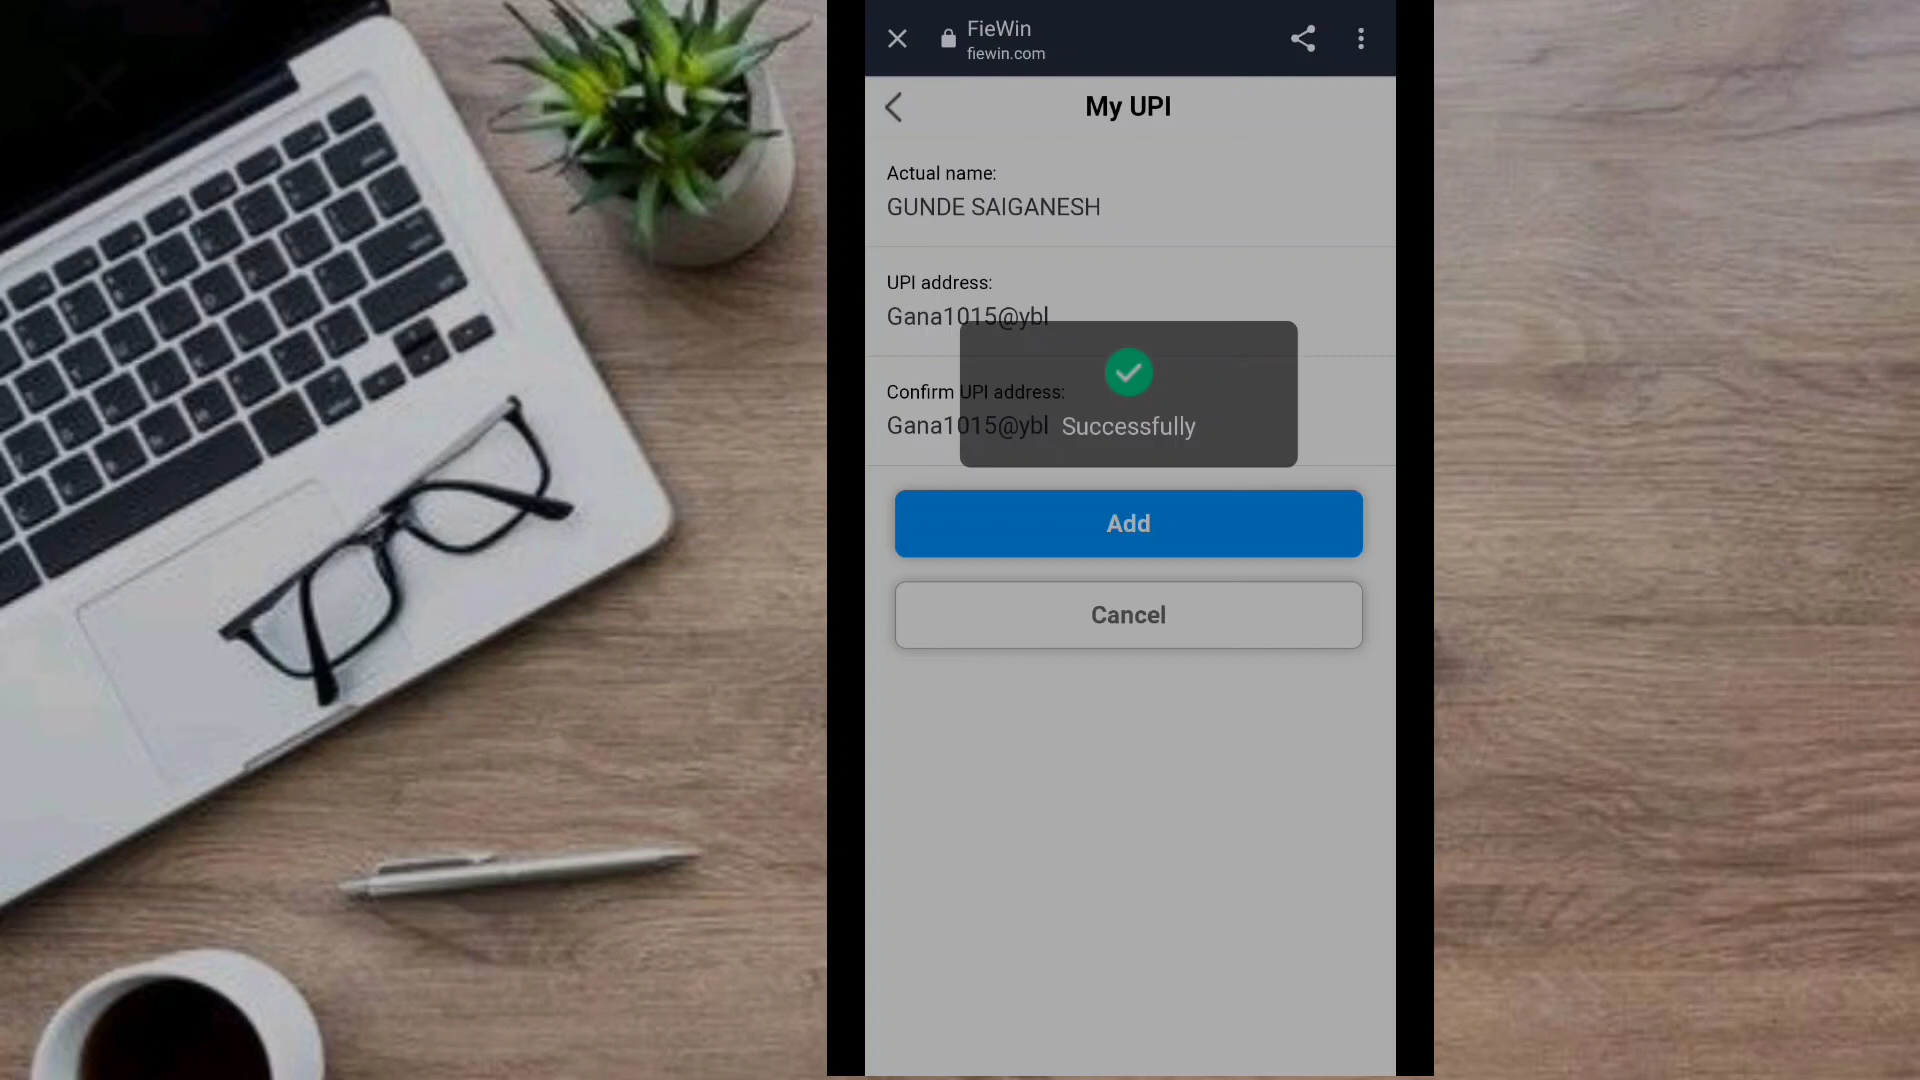 FieWin
fiewin.com
My UPI
Actual name:
GUNDE SAIGANESH
UPI address:
Gana1015@ybl
Confirm UPI address:
Gana1015@ybl
Successfully
Add
Cancel